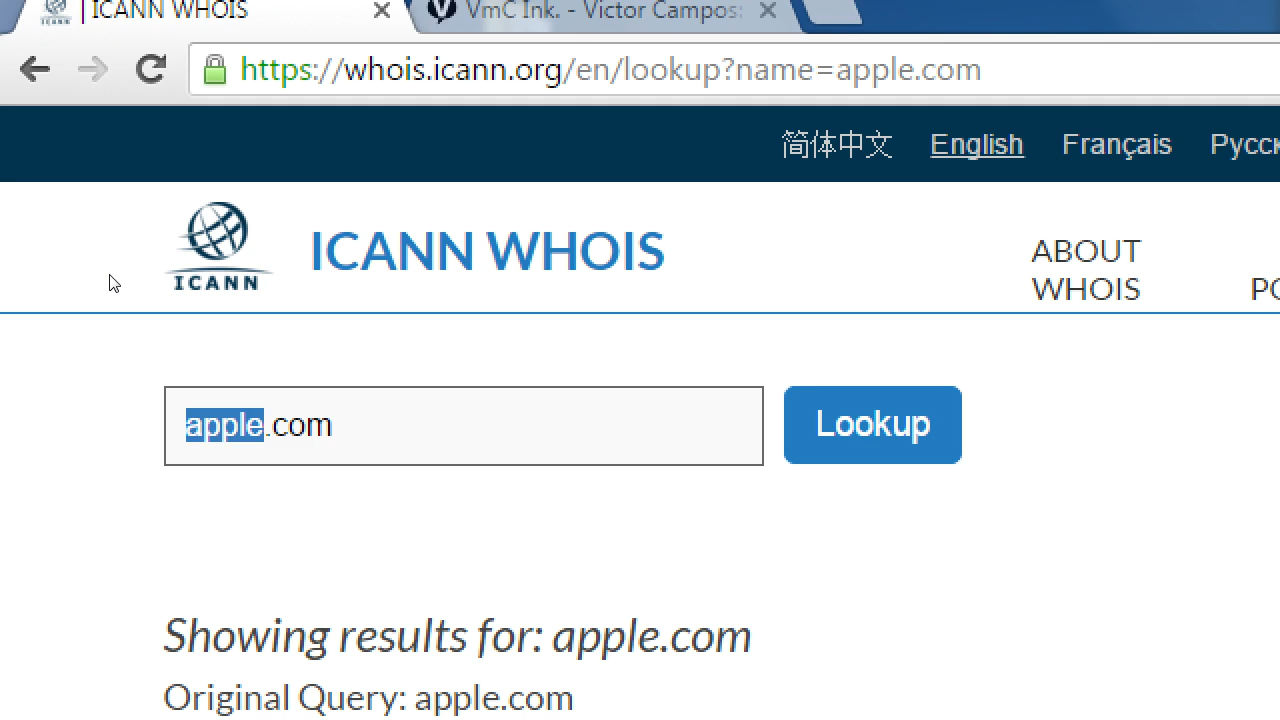 | ICANN WHOIS
VmC Ink. - Victor Campos:
https://whois.icann.org/en/lookup?name=apple.com
简体中文 English Français
ICANN
ICANN WHOIS
ABOUT
WHOIS
apple.com
Lookup
Showing results for: apple.com
Original Query: apple.com